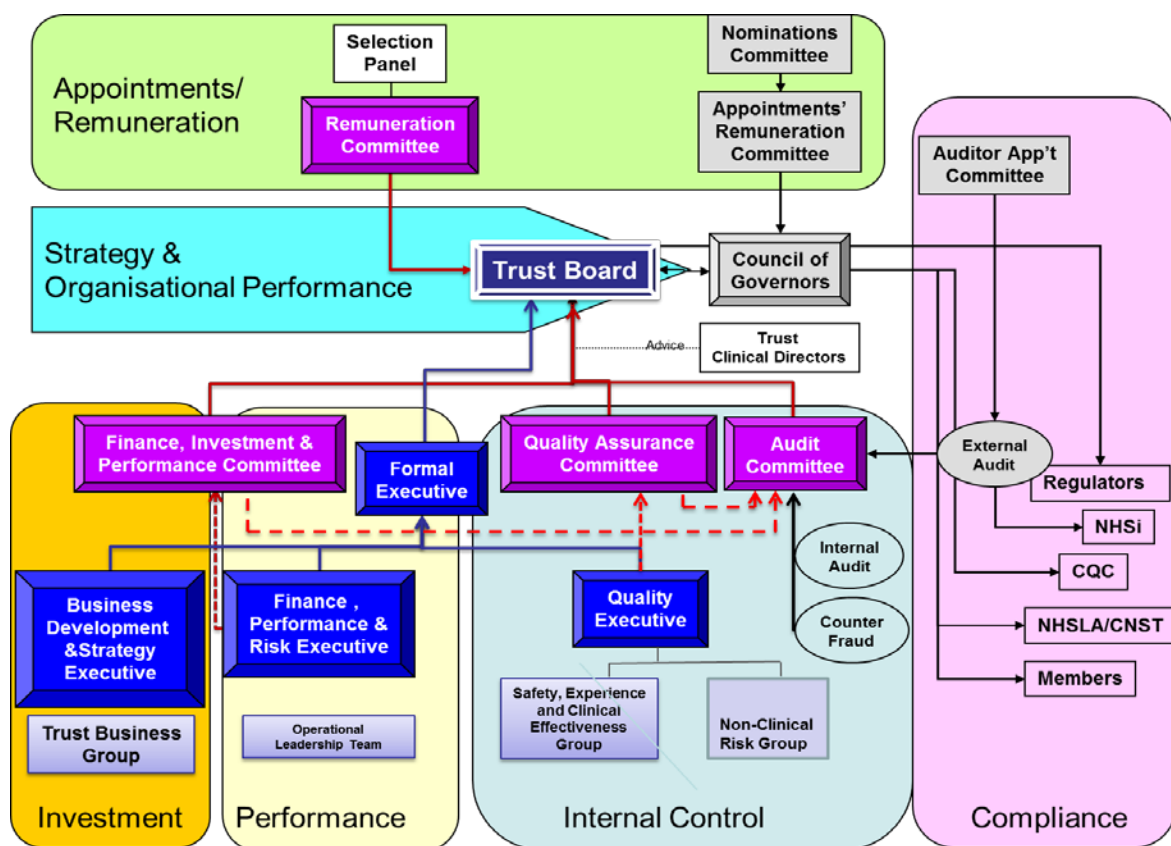 Appointments/
Remuneration
Selection
Panel
Remuneration
Committee
Nominations
Committee
Appointments’
Remuneration
Committee
Auditor App't
Committee
Strategy &
Organisational Performance
Trust Board
Council of
Governors
Advice
Trust
Clinical Directors
Finance, Investment &
Performance Committee
Formal
Executive
Quality Assurance
Committee
Audit
Committee
External
Audit
Regulators
NHSi
CQC
NHSLA/CNST
Members
Internal
Audit
Counter
Fraud
Business
Development
&Strategy
Executive
Finance ,
Performance &
Risk Executive
Quality
Executive
Trust Business
Group
Operational
Leadership Team
Safety, Experience
and Clinical
Effectiveness
Group
Non-Clinical
Risk Group
Investment
Performance
Internal Control
Compliance